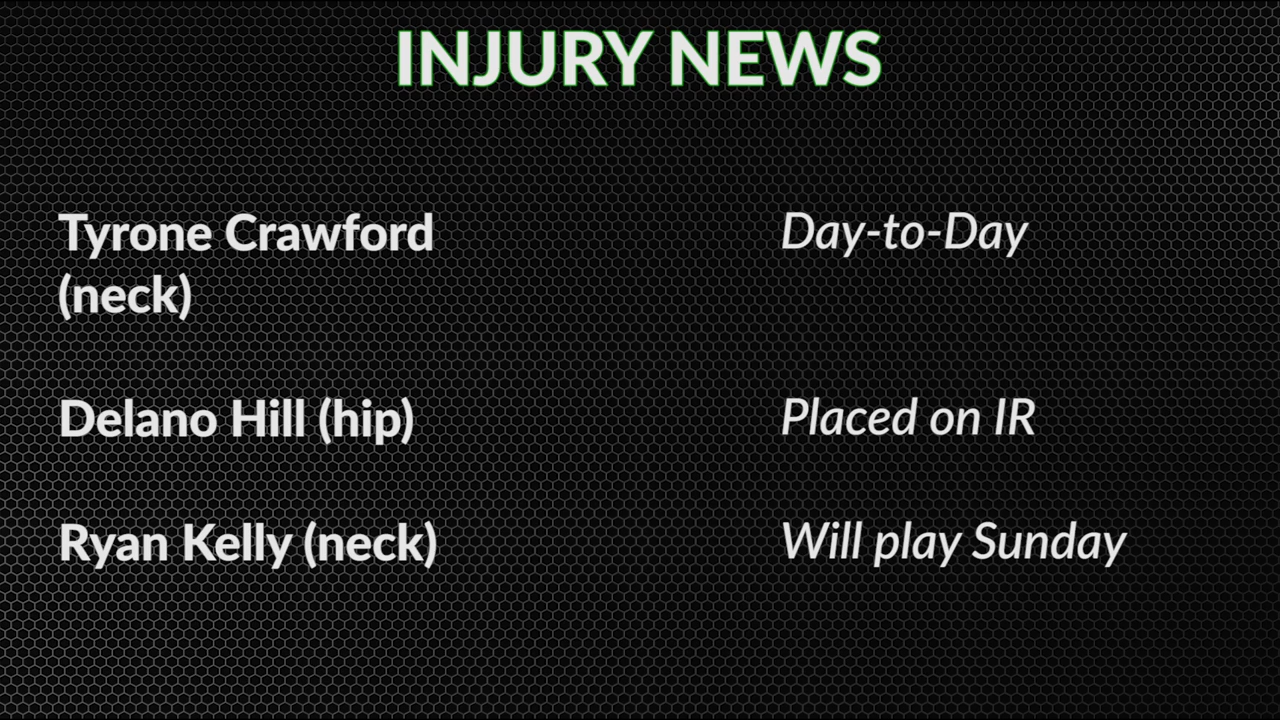 INJURY NEWS
Tyrone Crawford Day-to-Day
(neck)
Delano Hill (hip) Placed on IR
Ryan Kelly (neck) Will play Sunday